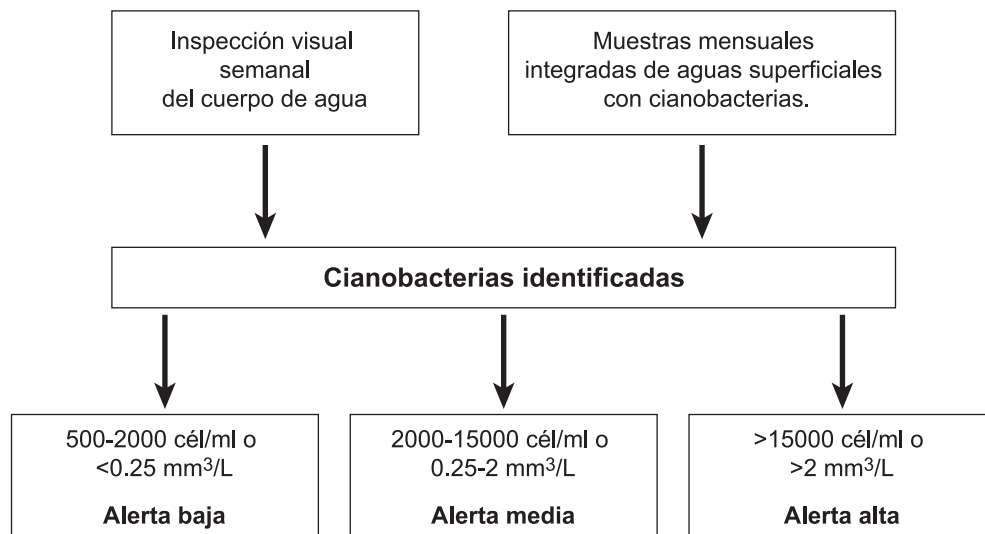 Inspección visual
semanal
del cuerpo de agua
Muestras mensuales
integradas de aguas superficiales
con cianobacterias.
Cianobacterias identificadas
500-2000 cél/ml o
<0.25 mm³/L
Alerta baja
2000-15000 cél/ml o
0.25-2 mm³/L
Alerta media
>15000 cél/ml o
>2 mm³/L
Alerta alta